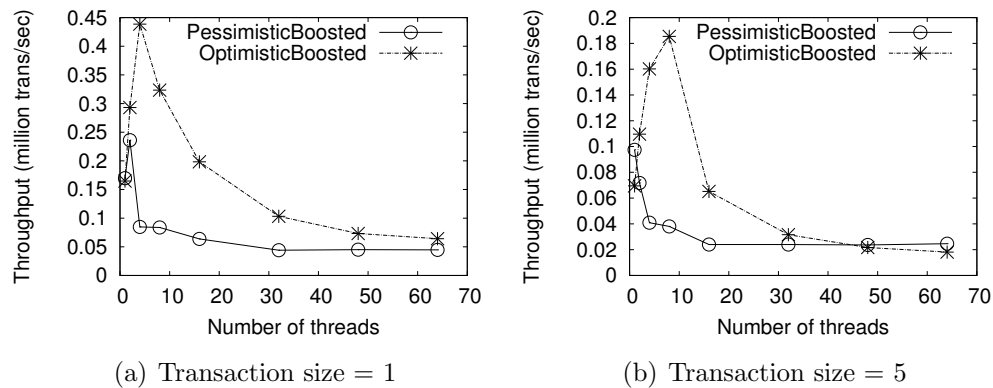 Throughput (million trans/sec)
0.45
0.4
0.35
0.3
0.25
0.2
0.15
0.1
0.05
0
PessimisticBoosted
OptimisticBoosted
0 10 20 30 40 50 60 70
Number of threads
(a) Transaction size = 1
Throughput (million trans/sec)
0.2
0.18
0.16
0.14
0.12
0.1
0.08
0.06
0.04
0.02
0
PessimisticBoosted
OptimisticBoosted
0 10 20 30 40 50 60 70
Number of threads
(b) Transaction size = 5